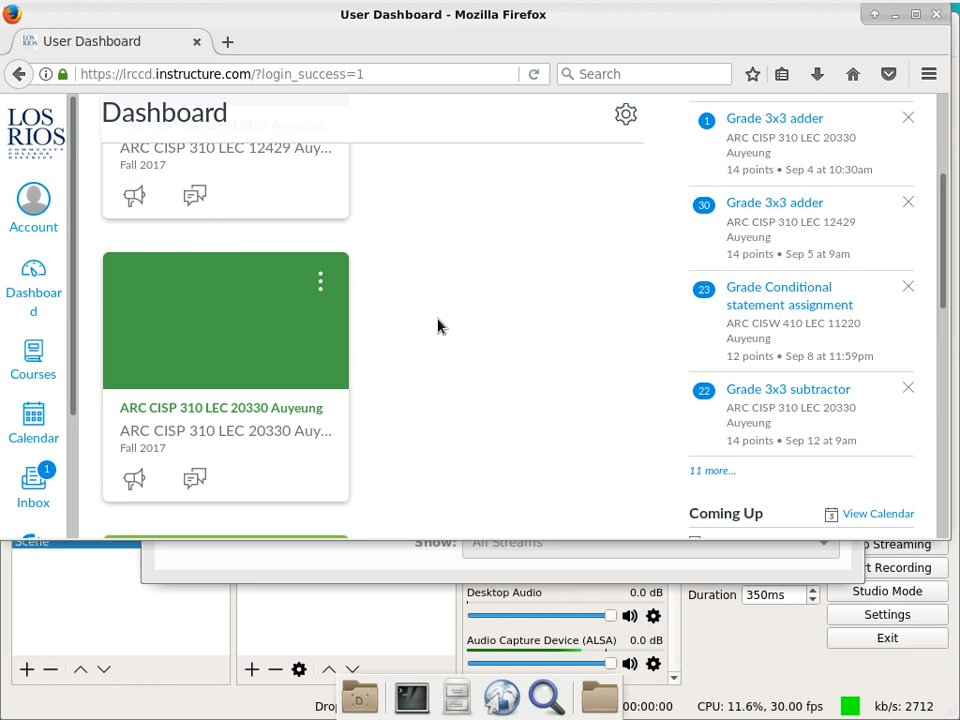 User Dashboard - Mozilla Firefox
User Dashboard
https://lrccd.instructure.com/?login_success=1
Search
LOS RIOS
COMMUNITY COLLEGE DISTRICT
Account
Dashboar
d
Courses
Calendar
1
Inbox
Dashboard
ARC CISP 310 LEC 12429 Auyeung
ARC CISP 310 LEC 12429 Auy...
Fall 2017
ARC CISP 310 LEC 20330 Auyeung
ARC CISP 310 LEC 20330 Auy...
Fall 2017
1
Grade 3x3 adder
ARC CISP 310 LEC 20330
Auyeung
14 points • Sep 4 at 10:30am
30
Grade 3x3 adder
ARC CISP 310 LEC 12429
Auyeung
14 points • Sep 5 at 9am
23
Grade Conditional
statement assignment
ARC CISW 410 LEC 11220
Auyeung
12 points • Sep 8 at 11:59pm
22
Grade 3x3 subtractor
ARC CISP 310 LEC 20330
Auyeung
14 points • Sep 12 at 9am
11 more...
Coming Up
3
View Calendar
Scene
Show: All Streams
Desktop Audio 0.0 dB
Audio Capture Device (ALSA) 0.0 dB
Duration 350ms
Streaming
Recording
Studio Mode
Settings
Exit
00:00:00
CPU: 11.6%, 30.00 fps
kb/s: 2712